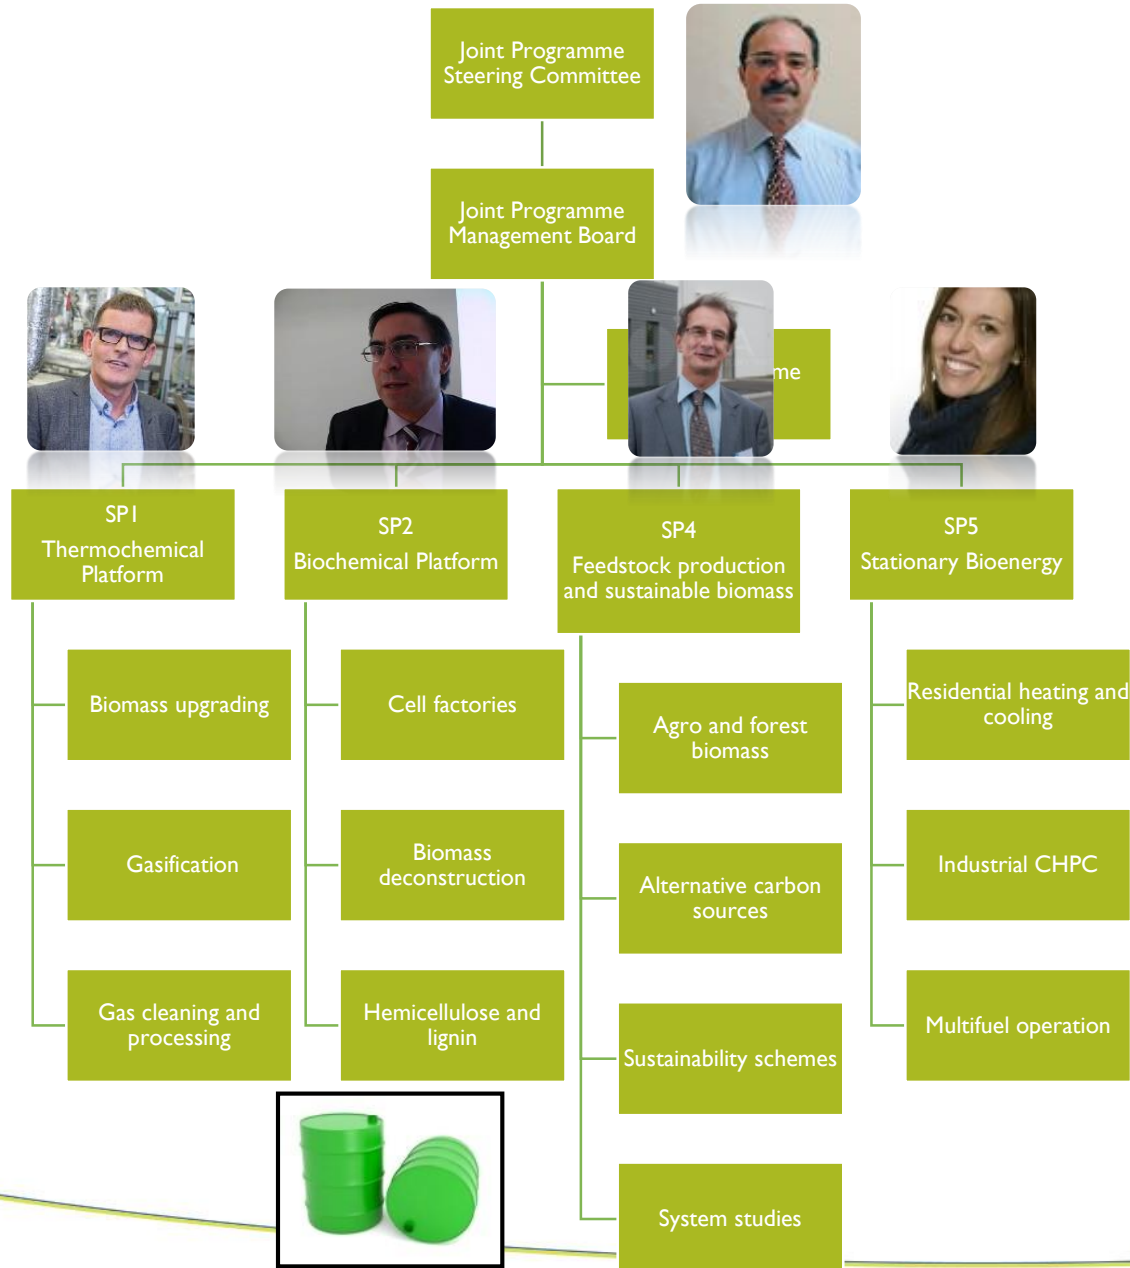 Joint Programme
Steering Committee
Joint Programme
Management Board
me
SP1
Thermochemical
Platform
SP2
Biochemical Platform
SP4
Feedstock production
and sustainable biomass
SP5
Stationary Bioenergy
Biomass upgrading
Cell factories
Agro and forest
biomass
Residential heating and
cooling
Gasification
Biomass
deconstruction
Alternative carbon
sources
Industrial CHPC
Gas cleaning and
processing
Hemicellulose and
lignin
Sustainability schemes
Multifuel operation
System studies